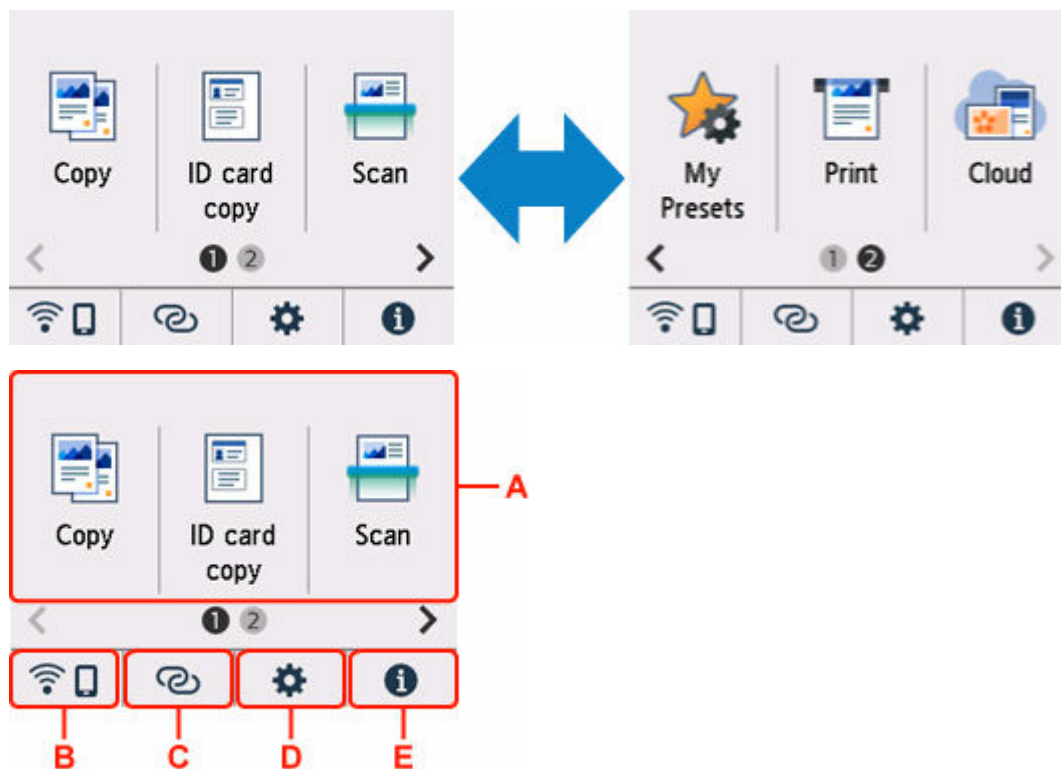 Copy
ID card
copy
Scan
1 2
My
Presets
Print
Cloud
1 2
Copy
ID card
copy
Scan
A
1 2
B C D E